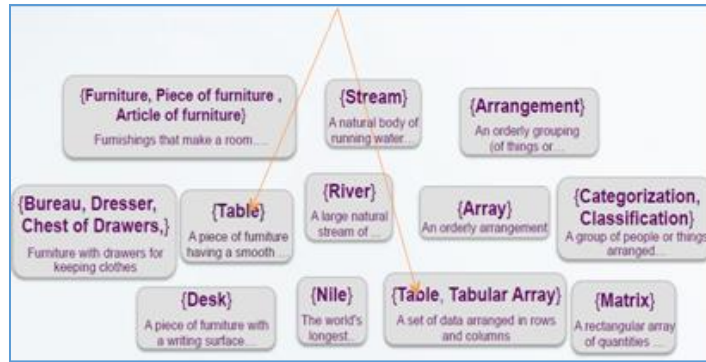 {Furniture, Piece of furniture ,
Article of furniture}
Furnishings that make a room....
{Stream}
A natural body of
running water...
{Arrangement}
An orderly grouping
(of things or ...
{Bureau, Dresser,
Chest of Drawers,}
Furniture with drawers for
keeping clothes
{Table}
A piece of furniture
having a smooth ....
{River}
A large natural
stream of ...
{Array}
An orderly arrangement
{Categorization,
Classification}
A group of people or things
arranged...
{Desk}
A piece of furniture with
a writing surface....
{Nile}
The world's
longest...
{Table, Tabular Array}
A set of data arranged in rows
and columns
{Matrix}
A rectangular array
of quantities ....